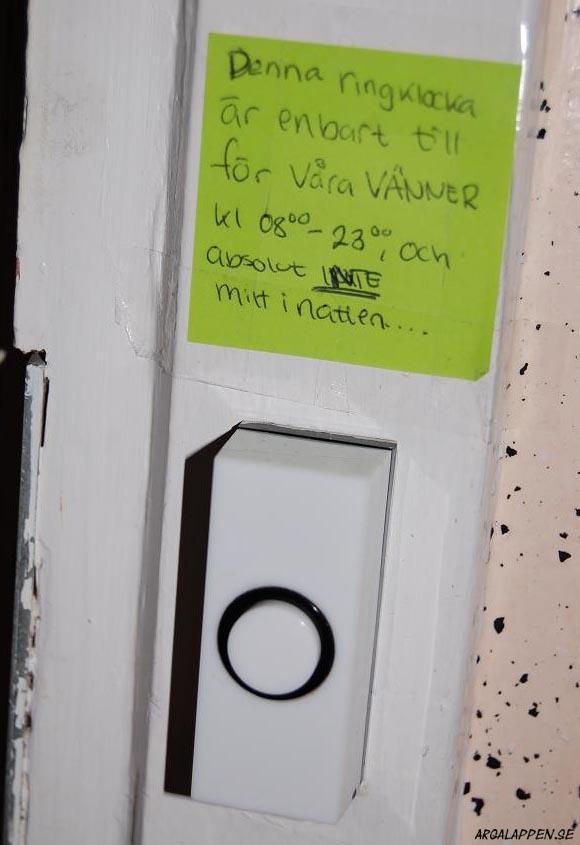 Denna ringklocka
är enbart till
för våra VÄNNER
kl 08⁰⁰-23⁰⁰, och
absolut INTE
mitt i natten....
ARGALAPPEN.SE